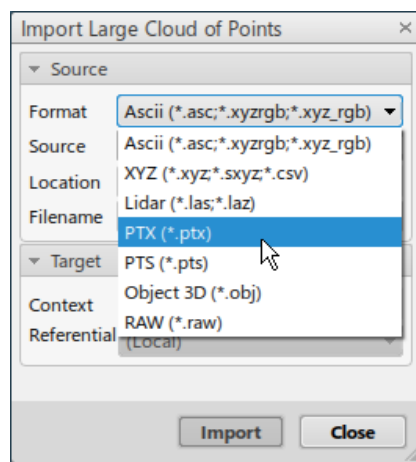 Import Large Cloud of Points ×
Source
Format Ascii (*.asc;*.xyzrgb;*.xyz_rgb)
Source Ascii (*.asc;*.xyzrgb;*.xyz_rgb)
XYZ (*.xyz;*.sxyz;*.csv)
Location Lidar (*.las;*.laz)
Filename PTX (*.ptx)
Target PTS (*.pts)
Context Object 3D (*.obj)
RAW (*.raw)
Referential (Local)
Import Close